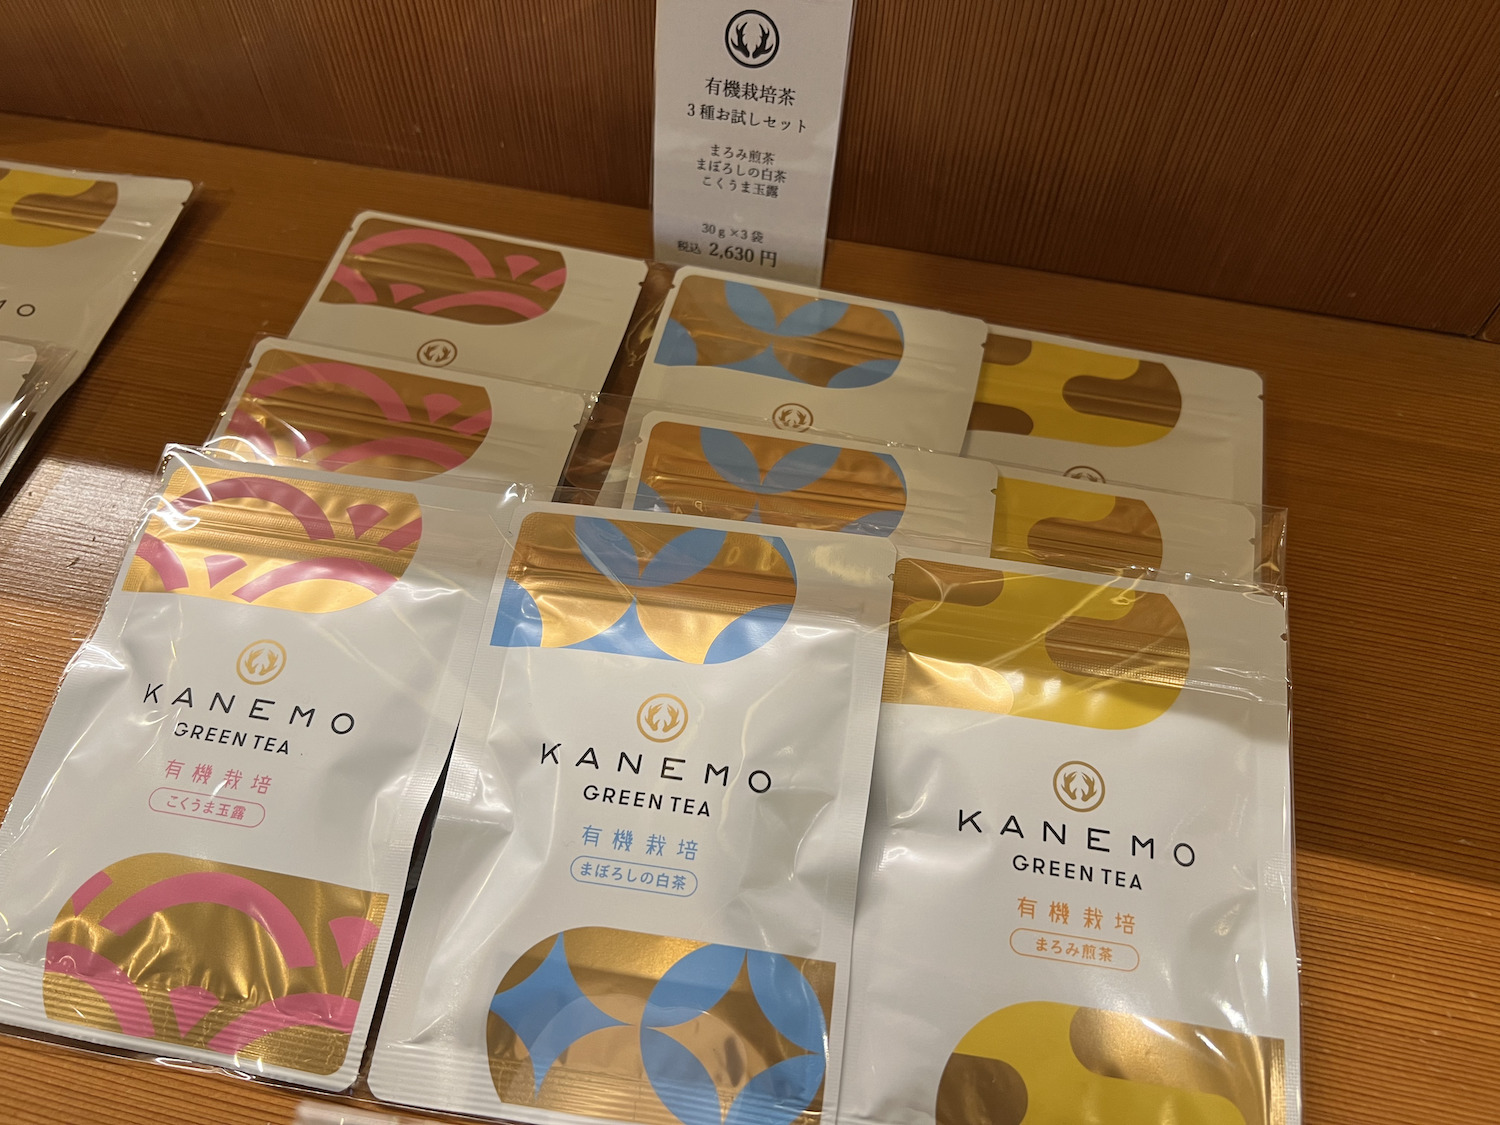 有機栽培茶
3種お試しセット
まろみ煎茶
まぼろしの白茶
こくうま玉露
30g×3袋
税込 2,630円
MO
KANEMO
GREEN TEA
有機栽培
こくうま玉露
KANEMO
GREEN TEA
有機栽培
まぼろしの白茶
KANEMO
GREEN TEA
有機栽培
まろみ煎茶